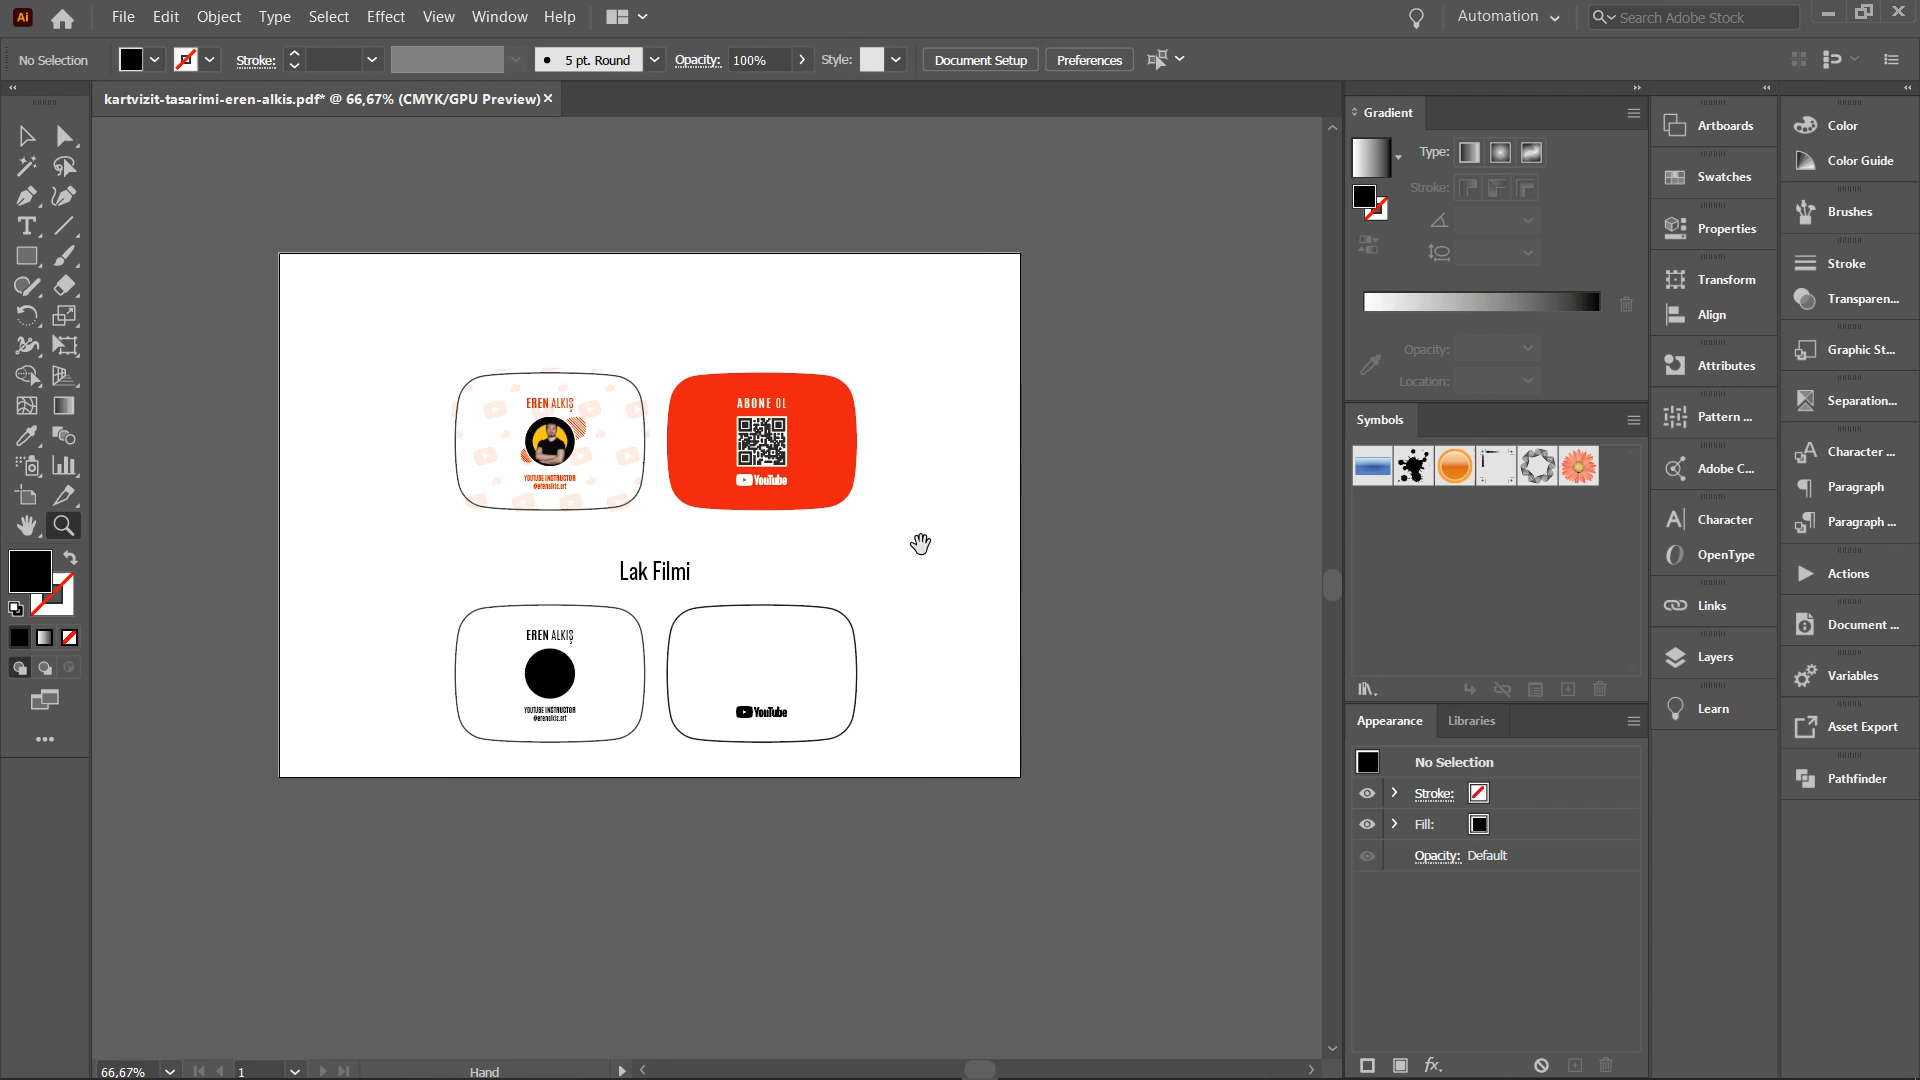 Ai File Edit Object Type Select Effect View Window Help Automation Search Adobe Stock
No Selection Stroke: 5 pt. Round Opacity: 100% Style: Document Setup Preferences
kartvizit-tasarimi-eren-alkis.pdf* @ 66,67% (CMYK/GPU Preview)
Gradient
Type:
Stroke:
Opacity:
Location:
Symbols
Appearance Libraries
No Selection
Stroke:
Fill:
Opacity: Default
fx
Artboards
Swatches
Properties
Transform
Align
Attributes
Pattern ...
Adobe C...
Character
OpenType
Links
Layers
Learn
Color
Color Guide
Brushes
Stroke
Transparen...
Graphic St...
Separation...
Character ...
Paragraph
Paragraph ...
Actions
Document ...
Variables
Asset Export
Pathfinder
EREN ALKIŞ
YOUTUBE INSTRUCTOR
@erenalkis.art
ABONE OL
YouTube
Lak Filmi
EREN ALKIŞ
YOUTUBE INSTRUCTOR
@erenalkis.art
YouTube
66,67% 1 Hand